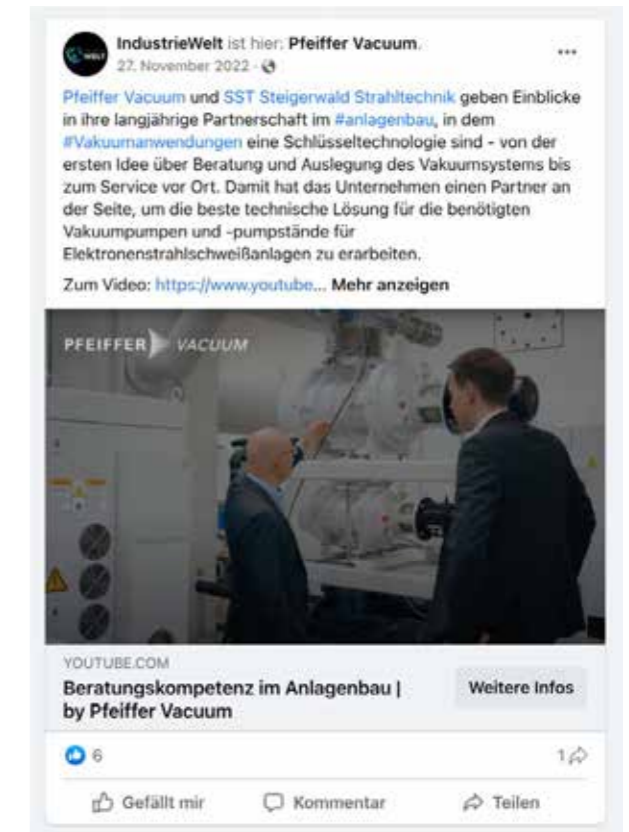 IndustrieWelt ist hier: Pfeiffer Vacuum.
27. November 2022 ·
Pfeiffer Vacuum und SST Steigerwald Strahltechnik geben Einblicke
in ihre langjährige Partnerschaft im #anlagenbau, in dem
#Vakuumanwendungen eine Schlüsseltechnologie sind - von der
ersten Idee über Beratung und Auslegung des Vakuumsystems bis
zum Service vor Ort. Damit hat das Unternehmen einen Partner an
der Seite, um die beste technische Lösung für die benötigten
Vakuumpumpen und -pumpstände für
Elektronenstrahlschweißanlagen zu erarbeiten.
Zum Video: https://www.youtube... Mehr anzeigen
PFEIFFER VACUUM
YOUTUBE.COM
Beratungskompetenz im Anlagenbau |
by Pfeiffer Vacuum
Weitere Infos
6
1
Gefällt mir
Kommentar
Teilen